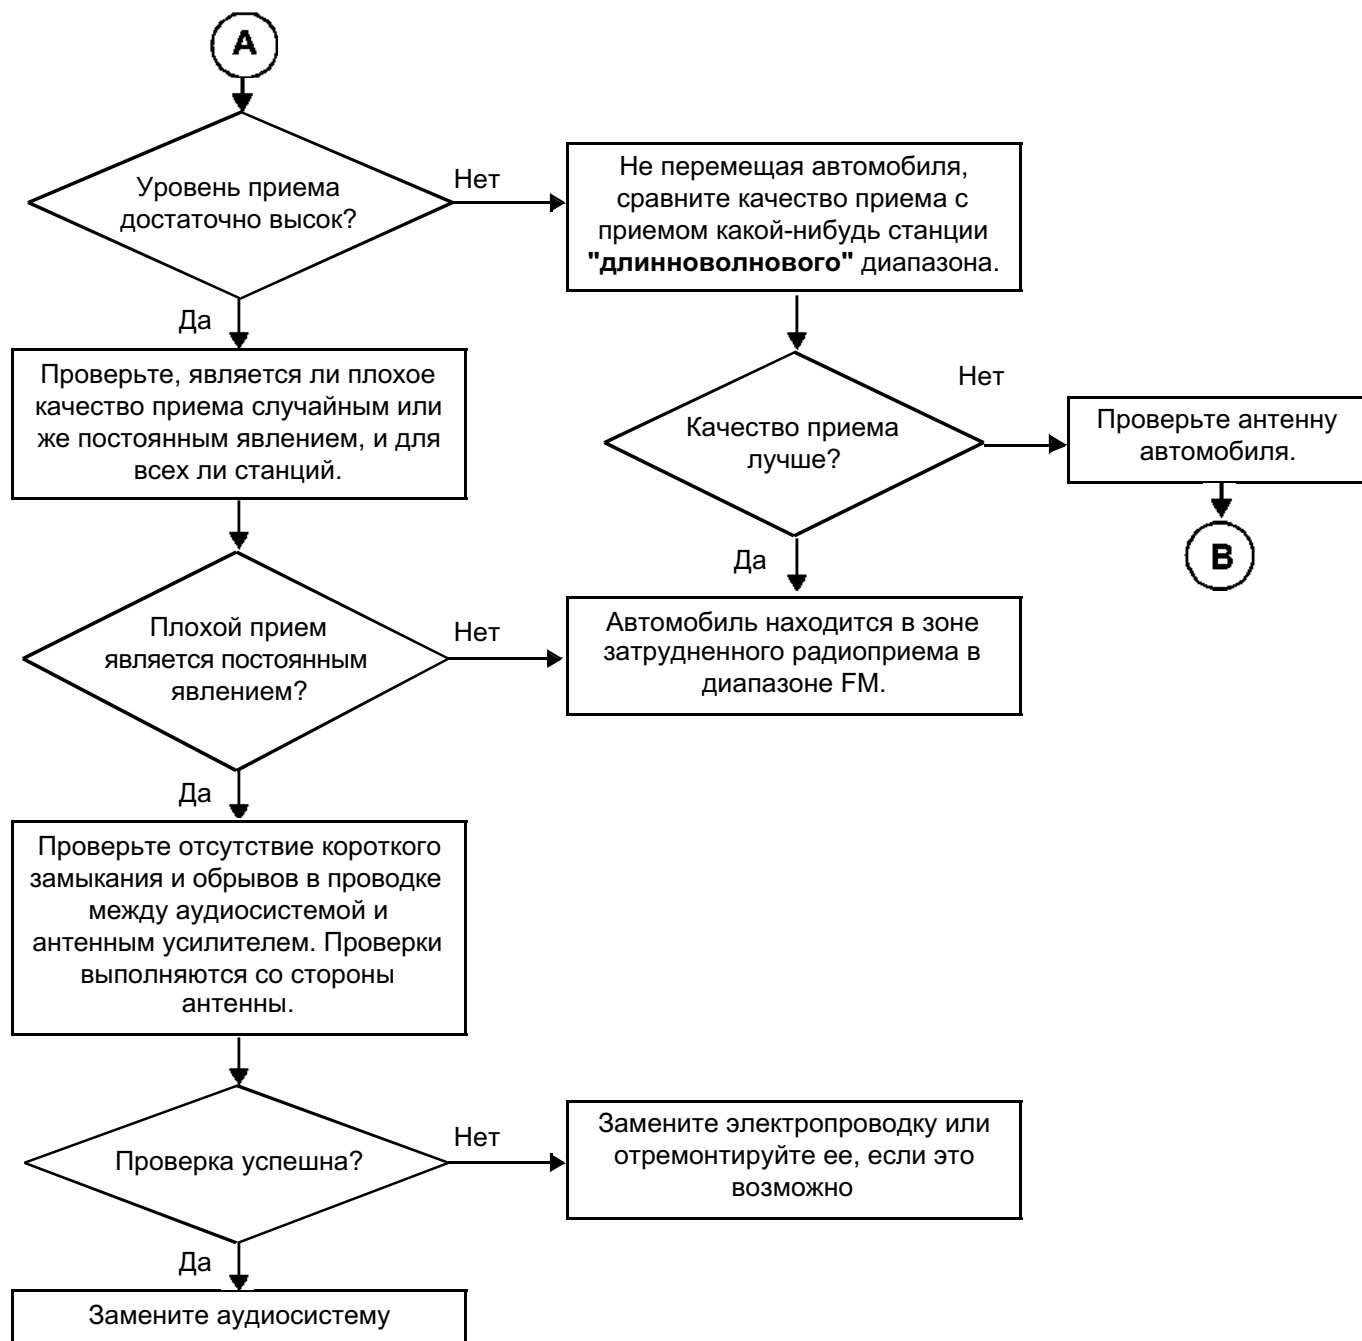 A
Уровень приема
достаточно высок?
Нет
Не перемещая автомобиля,
сравните качество приема с
приемом какой-нибудь станции
"длинноволнового" диапазона.
Да
Проверьте, является ли плохое
качество приема случайным или
же постоянным явлением, и для
всех ли станций.
Качество приема
лучше?
Нет
Проверьте антенну
автомобиля.
B
Да
Плохой прием
является постоянным
явлением?
Нет
Автомобиль находится в зоне
затрудненного радиоприема в
диапазоне FM.
Да
Проверьте отсутствие короткого
замыкания и обрывов в проводке
между аудиосистемой и
антенным усилителем. Проверки
выполняются со стороны
антенны.
Проверка успешна?
Нет
Замените электропроводку или
отремонтируйте ее, если это
возможно
Да
Замените аудиосистему